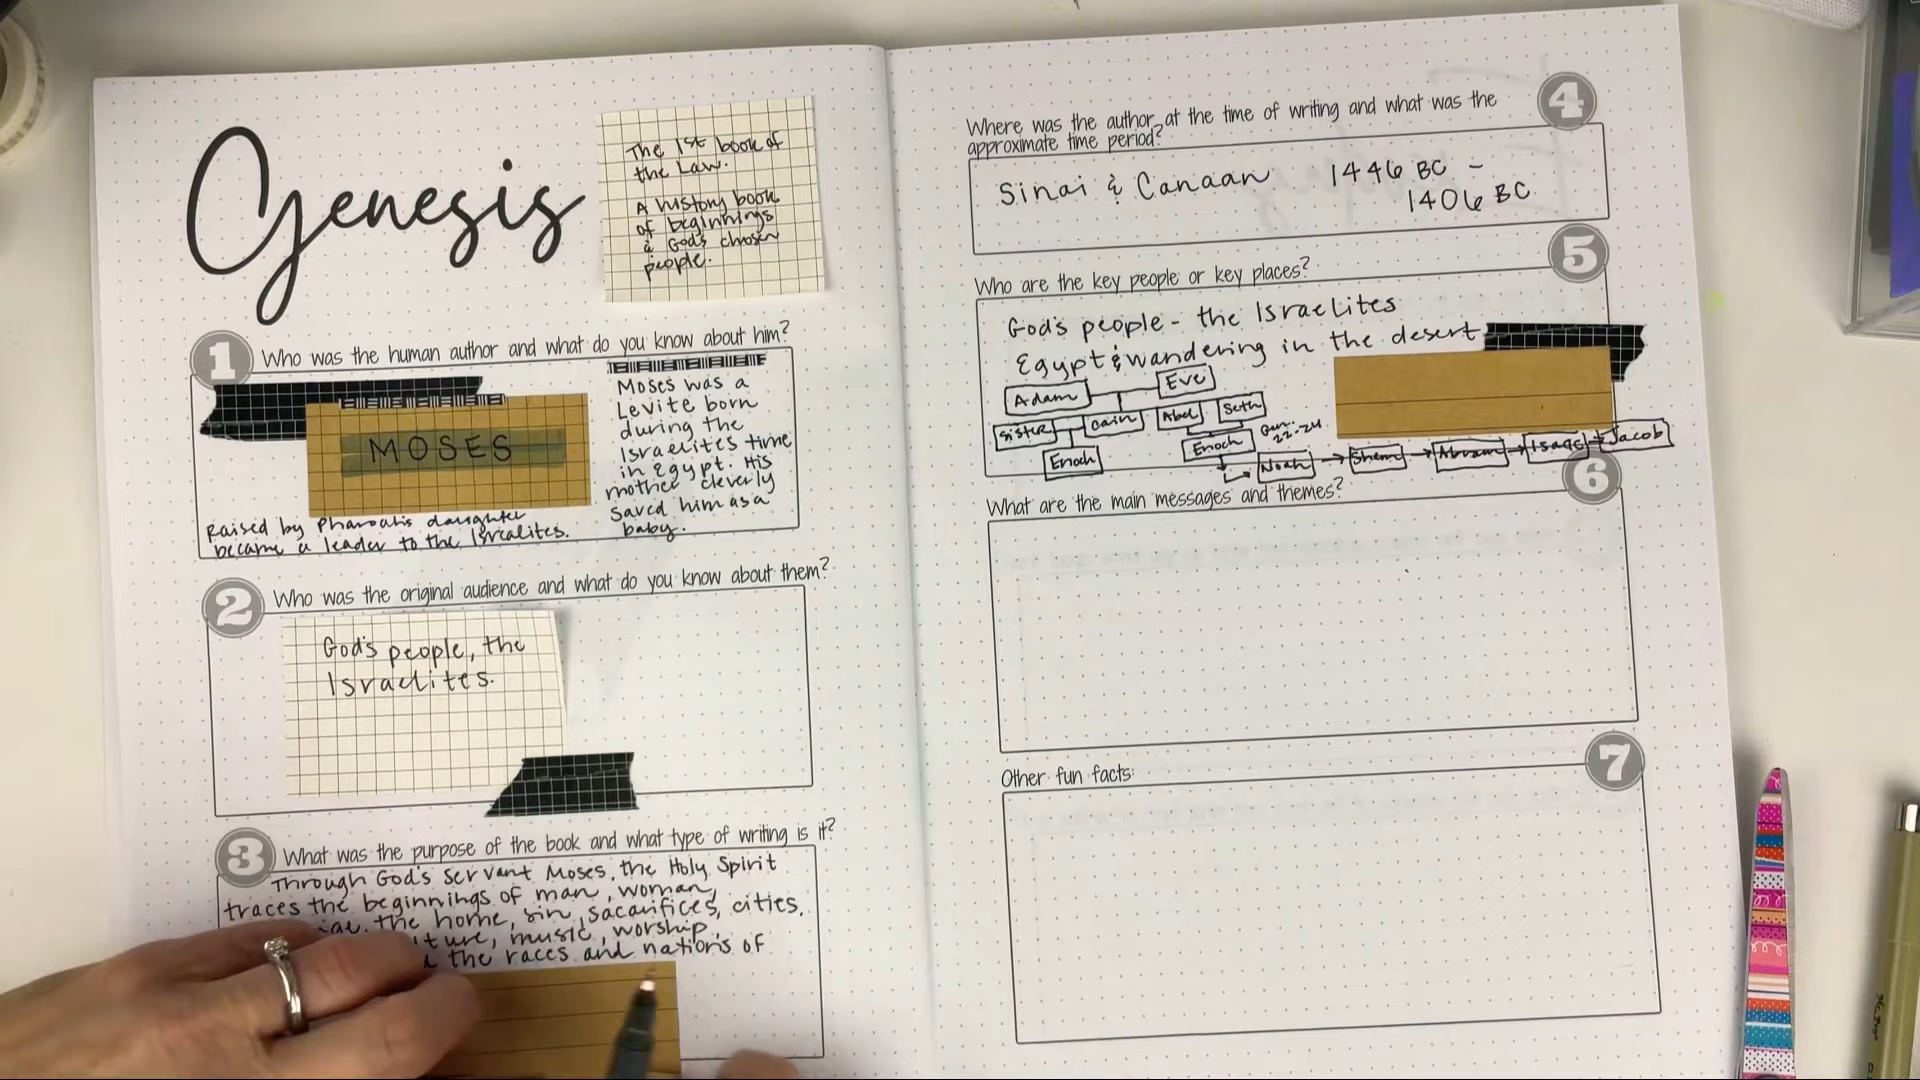 Genesis
The 1st book of
the Law.
A history book
of beginnings
& God's chosen
people.
1
Who was the human author and what do you know about him?
MOSES
Moses was a
Levite born
during the
Israelites time
in Egypt. His
mother cleverly
saved him as a
baby.
Raised by Pharoah's daughter
became a leader to the Isrealites.
2
Who was the original audience and what do you know about them?
God's people, the
Israelites.
3
What was the purpose of the book and what type of writing is it?
Through God's servant Moses, the Holy Spirit
traces the beginnings of man, woman,
the home, sin, sacarifices, cities,
music, worship,
the races and nations of
4
Where was the author at the time of writing and what was the
approximate time period?
Sinai & Canaan 1446 BC -
1406 BC
5
Who are the key people or key places?
God's people - the Israelites
Egypt & wandering in the desert
Adam Eve
Sister Cain Abel Seth
Enoch Enoch Gen. 22-24
Noah → Shem → Abram → Isaac → Jacob
6
What are the main messages and themes?
7
Other fun facts: